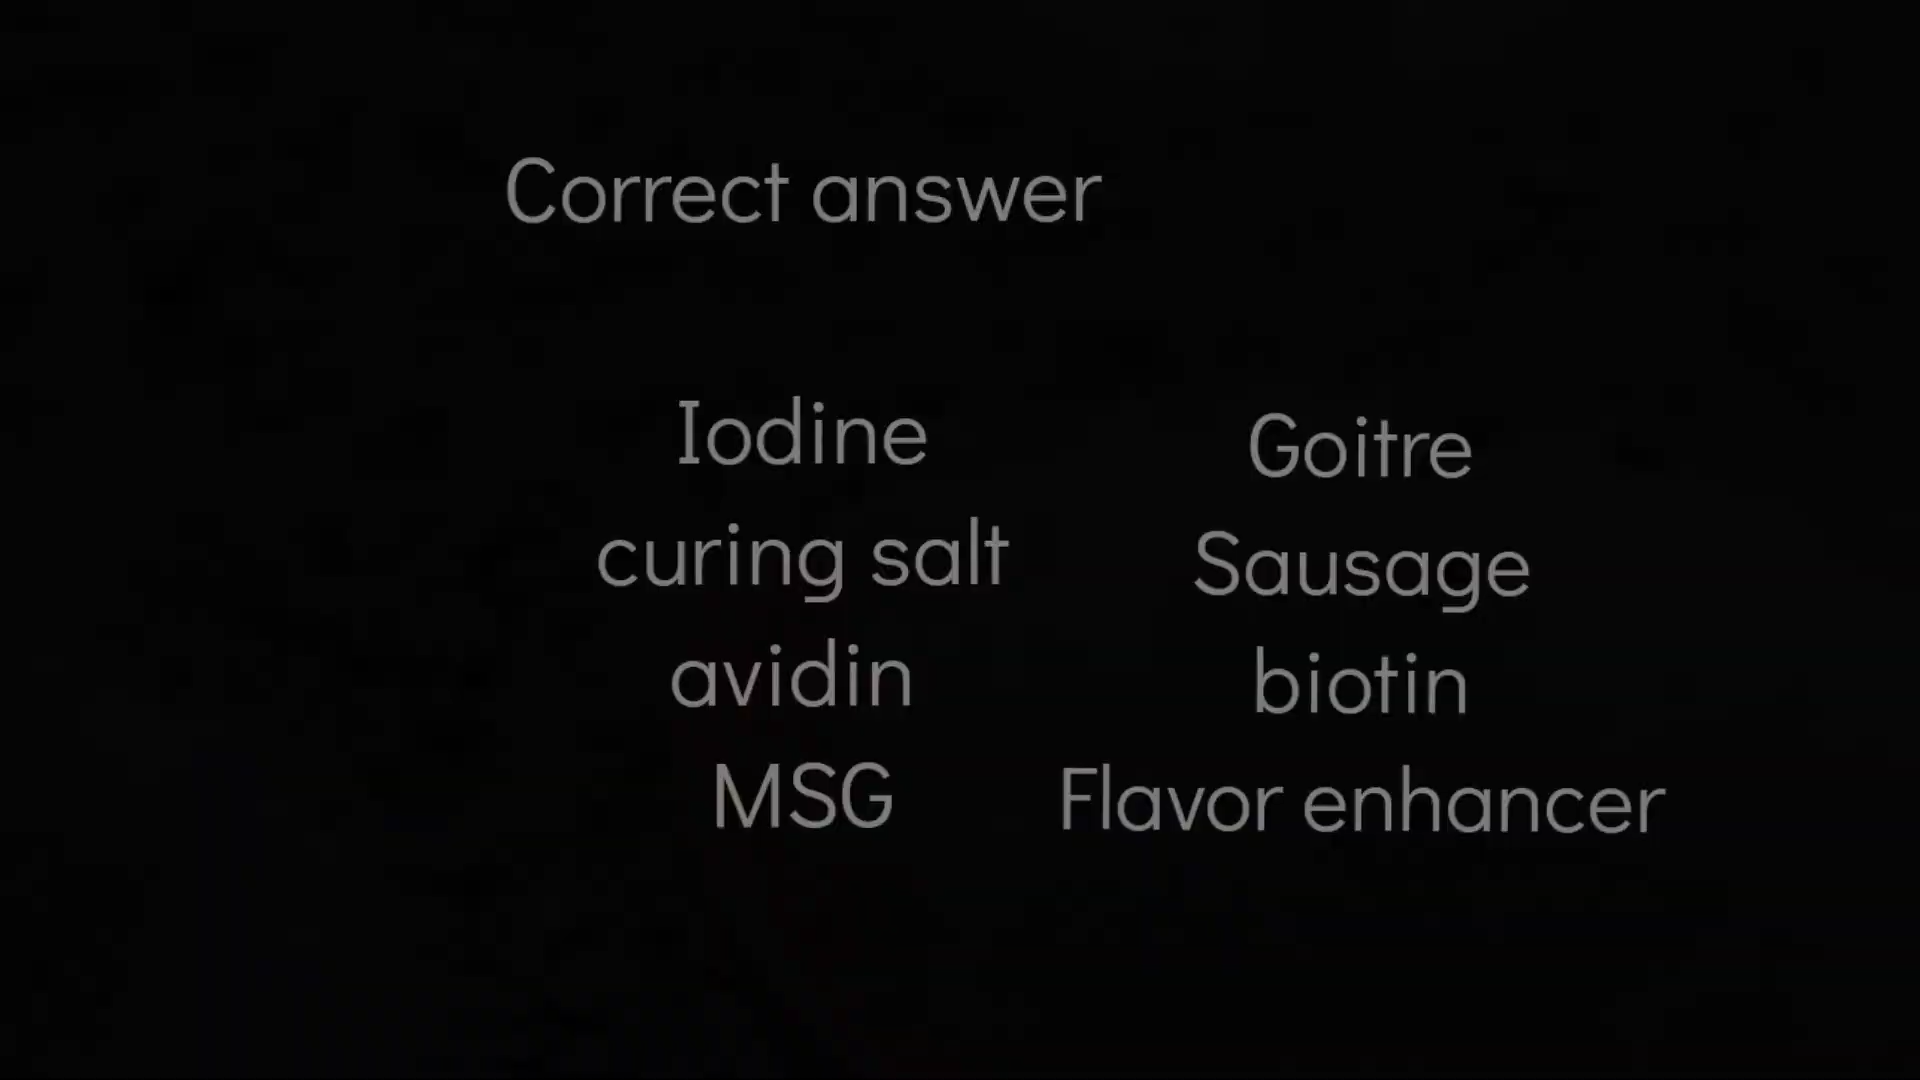 Correct answer
Iodine Goitre
curing salt Sausage
avidin biotin
MSG Flavor enhancer